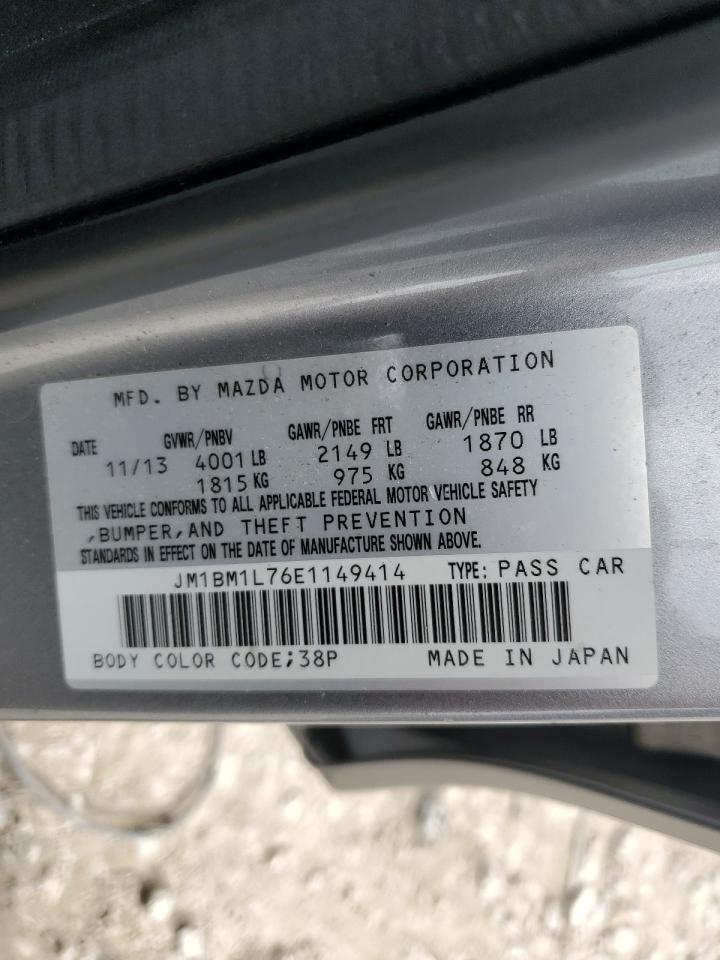 MFD. BY MAZDA MOTOR CORPORATION
DATE GVWR/PNBV GAWR/PNBE FRT GAWR/PNBE RR
11/13 4001 LB 2149 LB 1870 LB
1815 KG 975 KG 848 KG
THIS VEHICLE CONFORMS TO ALL APPLICABLE FEDERAL MOTOR VEHICLE SAFETY
,BUMPER,AND THEFT PREVENTION
STANDARDS IN EFFECT ON THE DATE OF MANUFACTURE SHOWN ABOVE.
JM1BM1L76E1149414 TYPE: PASS CAR
BODY COLOR CODE;38P MADE IN JAPAN